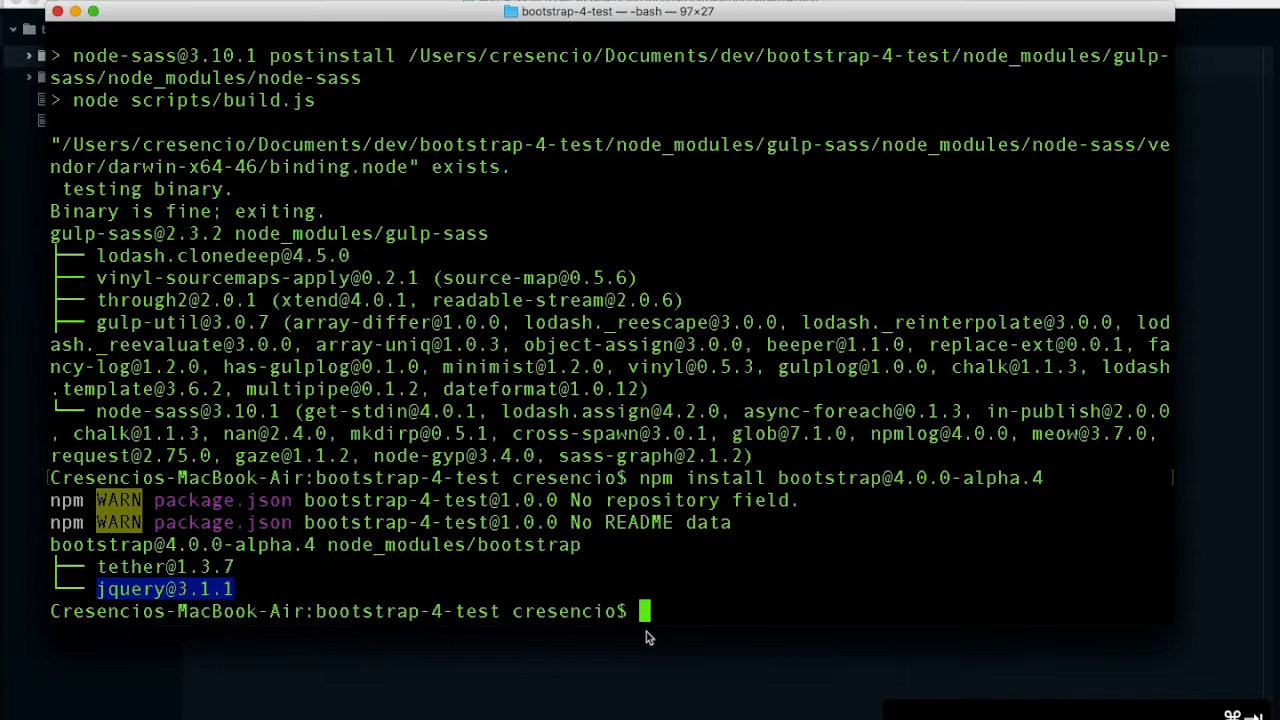 bootstrap-4-test — -bash — 97×27
> node-sass@3.10.1 postinstall /Users/cresencio/Documents/dev/bootstrap-4-test/node_modules/gulp-
sass/node_modules/node-sass
> node scripts/build.js
"/Users/cresencio/Documents/dev/bootstrap-4-test/node_modules/gulp-sass/node_modules/node-sass/ve
ndor/darwin-x64-46/binding.node" exists.
 testing binary.
Binary is fine; exiting.
gulp-sass@2.3.2 node_modules/gulp-sass
├── lodash.clonedeep@4.5.0
├── vinyl-sourcemaps-apply@0.2.1 (source-map@0.5.6)
├── through2@2.0.1 (xtend@4.0.1, readable-stream@2.0.6)
├── gulp-util@3.0.7 (array-differ@1.0.0, lodash._reescape@3.0.0, lodash._reinterpolate@3.0.0, lod
ash._reevaluate@3.0.0, array-uniq@1.0.3, object-assign@3.0.0, beeper@1.1.0, replace-ext@0.0.1, fa
ncy-log@1.2.0, has-gulplog@0.1.0, minimist@1.2.0, vinyl@0.5.3, gulplog@1.0.0, chalk@1.1.3, lodash
.template@3.6.2, multipipe@0.1.2, dateformat@1.0.12)
└── node-sass@3.10.1 (get-stdin@4.0.1, lodash.assign@4.2.0, async-foreach@0.1.3, in-publish@2.0.0
, chalk@1.1.3, nan@2.4.0, mkdirp@0.5.1, cross-spawn@3.0.1, glob@7.1.0, npmlog@4.0.0, meow@3.7.0,
request@2.75.0, gaze@1.1.2, node-gyp@3.4.0, sass-graph@2.1.2)
[Cresencios-MacBook-Air:bootstrap-4-test cresencio$ npm install bootstrap@4.0.0-alpha.4 ]
npm WARN package.json bootstrap-4-test@1.0.0 No repository field.
npm WARN package.json bootstrap-4-test@1.0.0 No README data
bootstrap@4.0.0-alpha.4 node_modules/bootstrap
├── tether@1.3.7
└── jquery@3.1.1
Cresencios-MacBook-Air:bootstrap-4-test cresencio$
⌘⇥